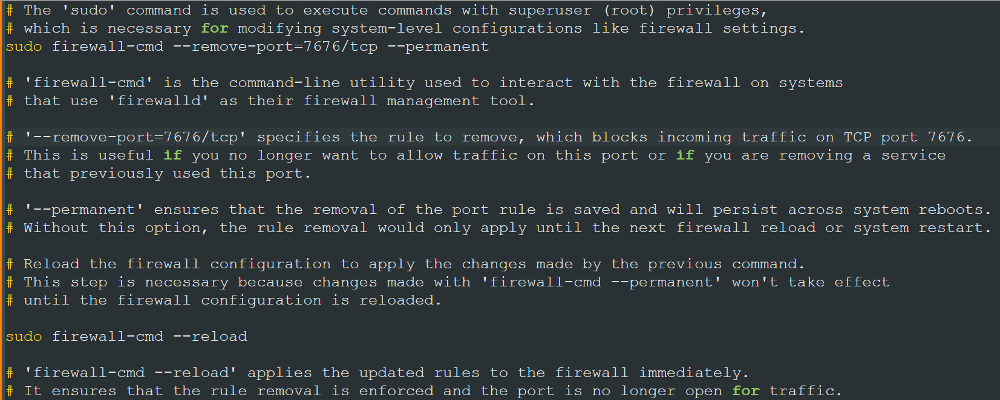 # The 'sudo' command is used to execute commands with superuser (root) privileges,
# which is necessary for modifying system-level configurations like firewall settings.
sudo firewall-cmd --remove-port=7676/tcp --permanent
# 'firewall-cmd' is the command-line utility used to interact with the firewall on systems
# that use 'firewalld' as their firewall management tool.
# '--remove-port=7676/tcp' specifies the rule to remove, which blocks incoming traffic on TCP port 7676.
# This is useful if you no longer want to allow traffic on this port or if you are removing a service
# that previously used this port.
# '--permanent' ensures that the removal of the port rule is saved and will persist across system reboots.
# Without this option, the rule removal would only apply until the next firewall reload or system restart.
# Reload the firewall configuration to apply the changes made by the previous command.
# This step is necessary because changes made with 'firewall-cmd --permanent' won't take effect
# until the firewall configuration is reloaded.
sudo firewall-cmd --reload
# 'firewall-cmd --reload' applies the updated rules to the firewall immediately.
# It ensures that the rule removal is enforced and the port is no longer open for traffic.